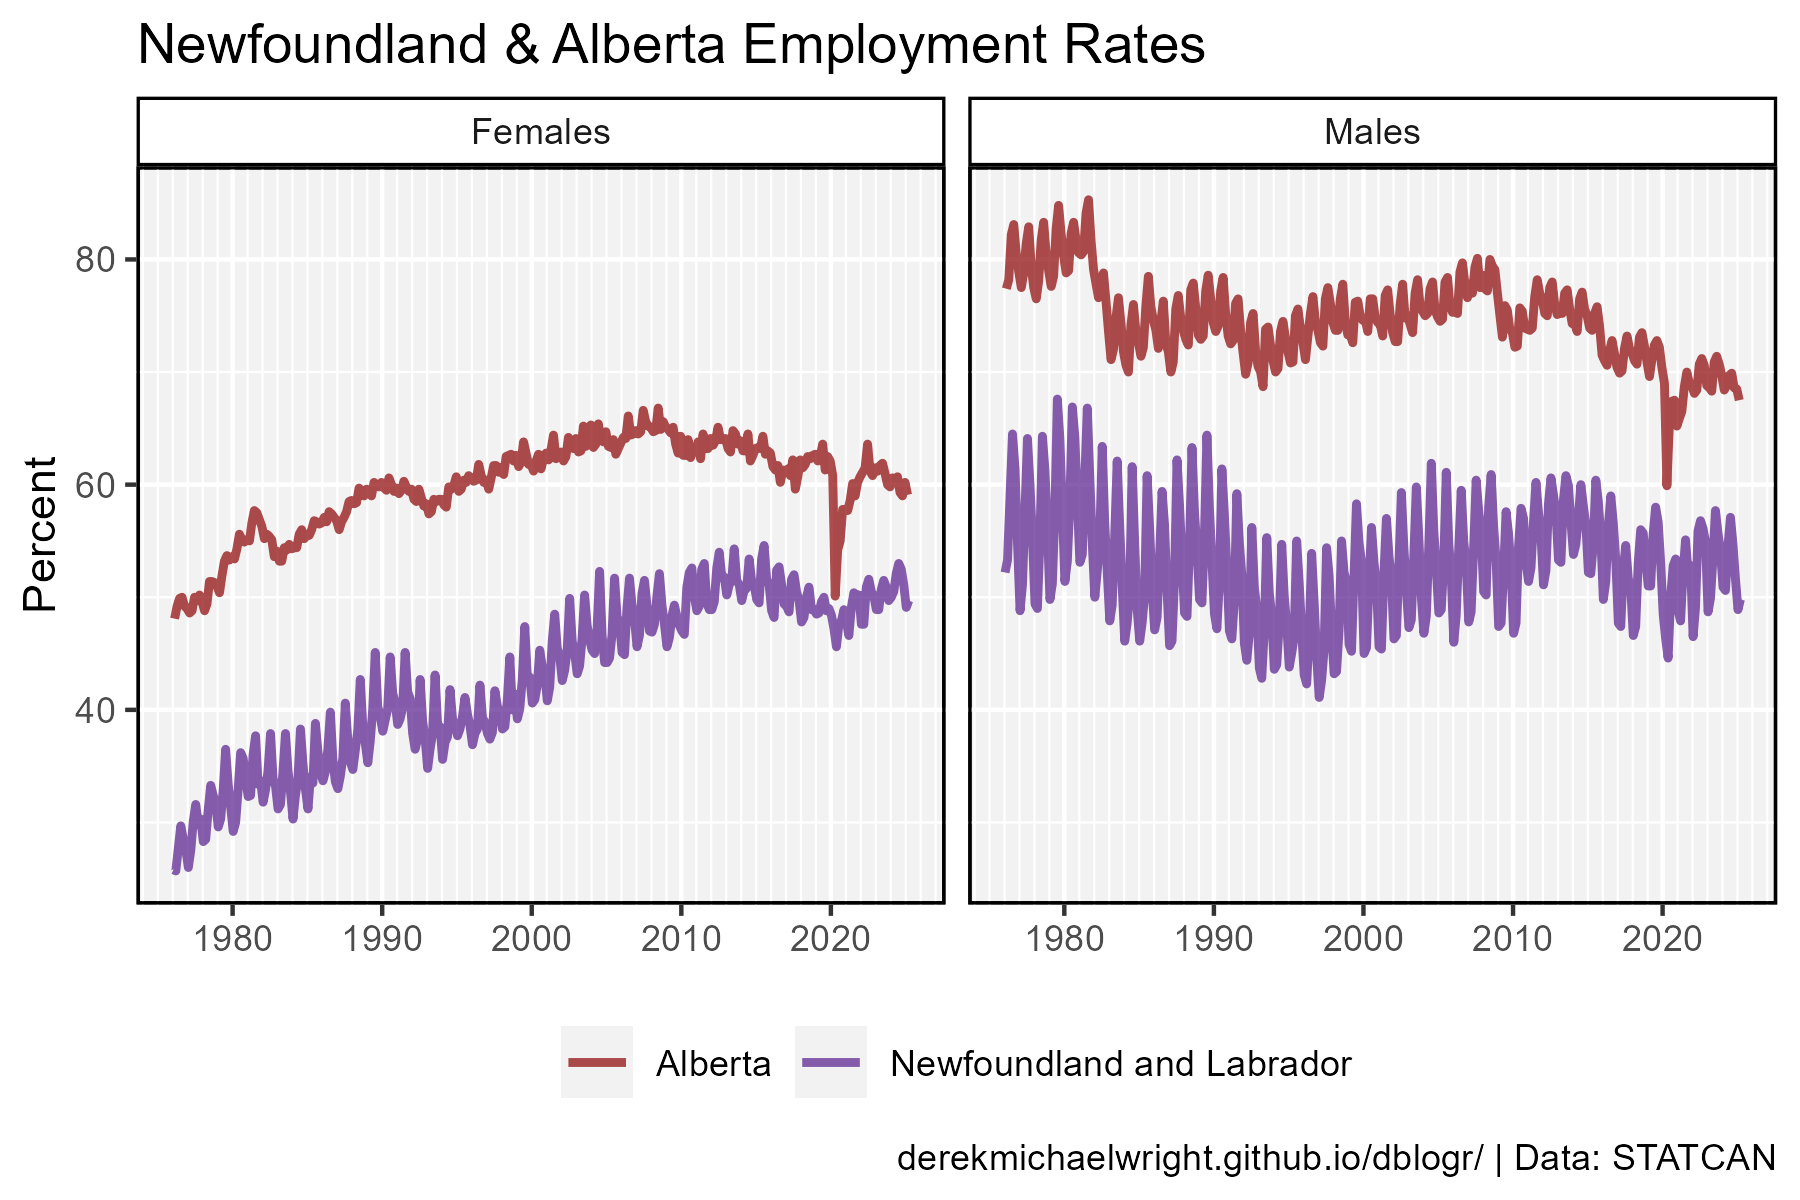 Newfoundland & Alberta Employment Rates
Females
Males
Percent
80
60
40
1980 1990 2000 2010 2020
1980 1990 2000 2010 2020
Alberta
Newfoundland and Labrador
derekmichaelwright.github.io/dblogr/ | Data: STATCAN